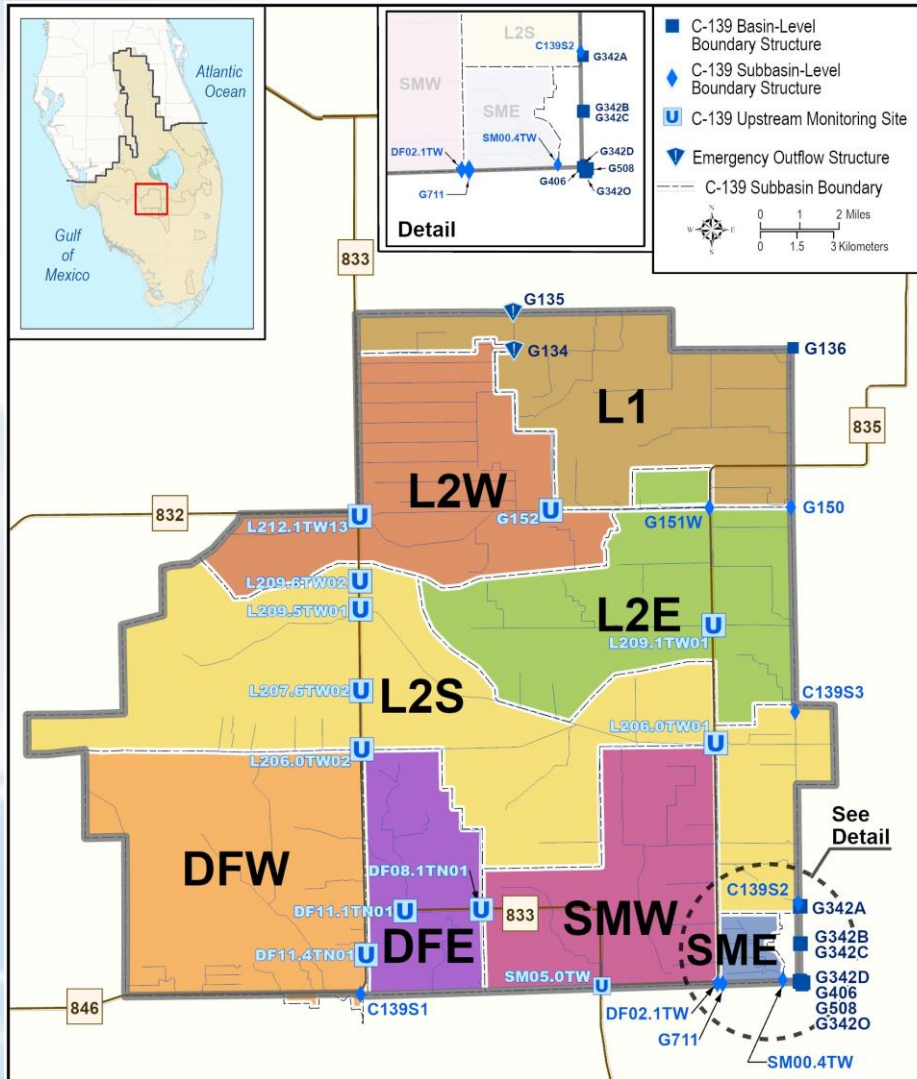 Atlantic
Ocean
Gulf
of
Mexico
L2S
C139S2
G342A
SMW
SME
G342B
G342C
SM00.4TW
DF02.1TW
G342D
G406
G508
G711
G342O
Detail
C-139 Basin-Level
Boundary Structure
C-139 Subbasin-Level
Boundary Structure
U C-139 Upstream Monitoring Site
Emergency Outflow Structure
C-139 Subbasin Boundary
N
W E
S
0 1 2 Miles
0 1.5 3 Kilometers
833
G135
G134
G136
L1
835
L2W
832
L212.1TW13
U
G152
U
G151W
G150
L209.6TW02
U
L209.5TW01
U
L2E
L209.1TW01
U
L207.6TW02
U
L2S
C139S3
L206.0TW01
U
L206.0TW02
U
See
Detail
DFW
DF08.1TN01
C139S2
G342A
DF11.1TN01
U
U
833
SMW
G342B
G342C
DFE
SME
DF11.4TN01
U
SM05.0TW
U
G342D
G406
G508
G342O
846
C139S1
DF02.1TW
G711
SM00.4TW